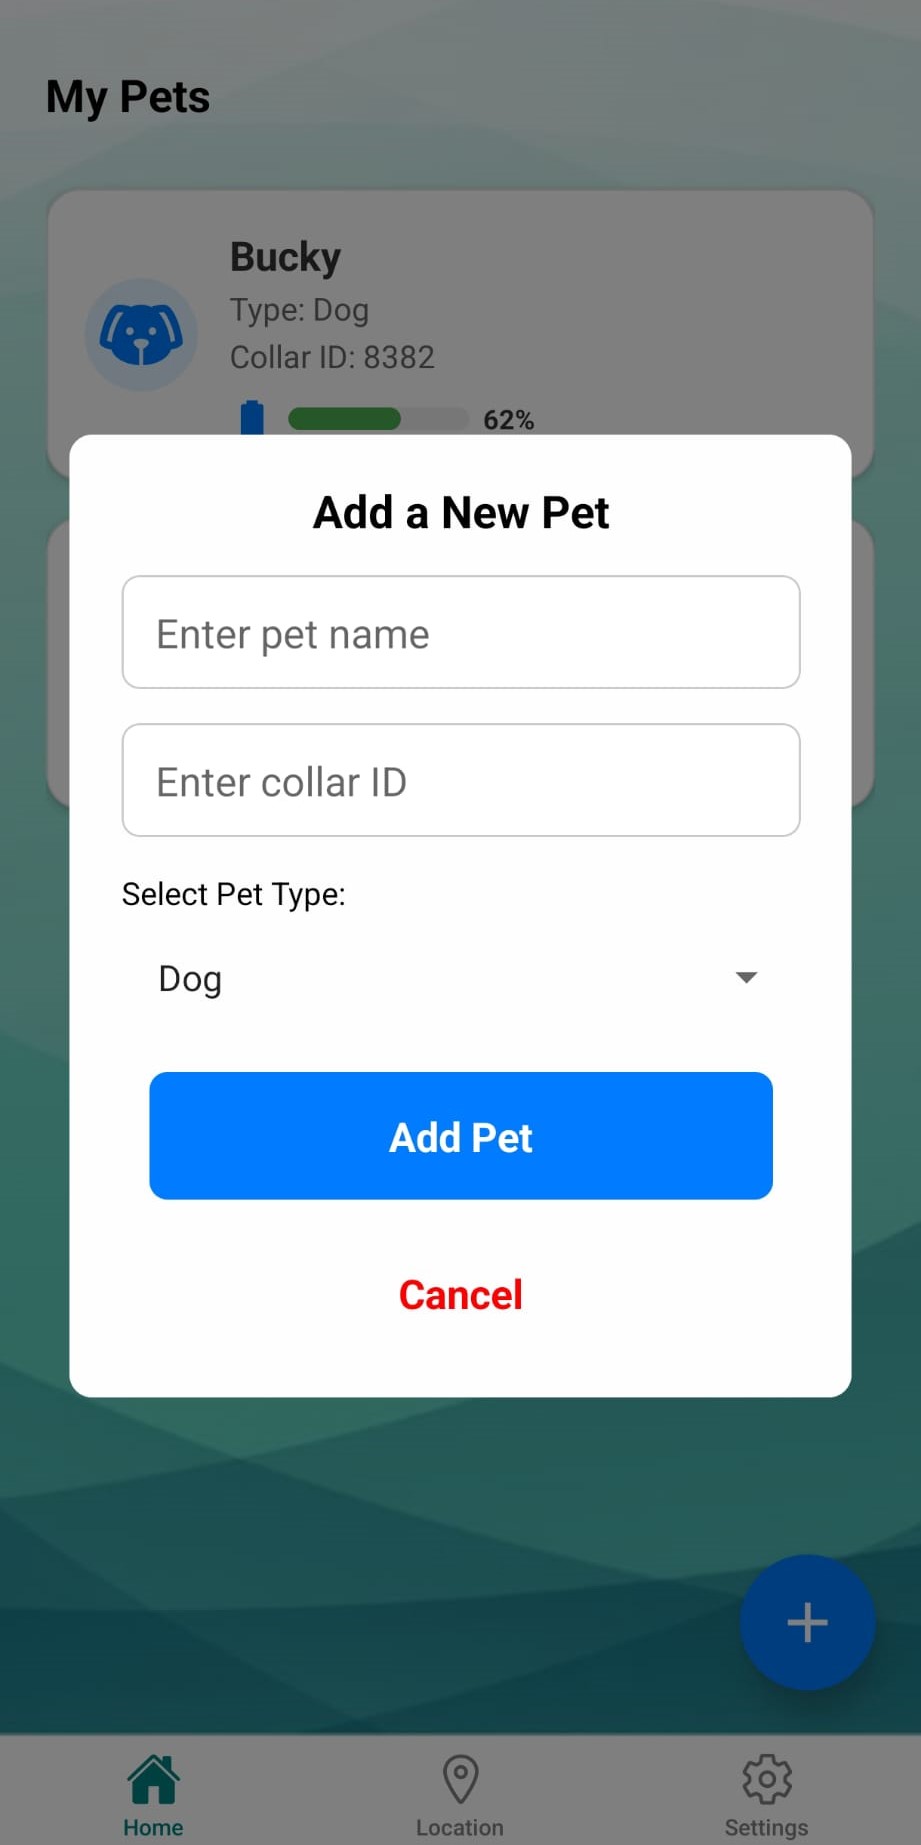 My Pets
Bucky
Type: Dog
Collar ID: 8382
62%
Add a New Pet
Enter pet name
Enter collar ID
Select Pet Type:
Dog
Add Pet
Cancel
Home
Location
Settings